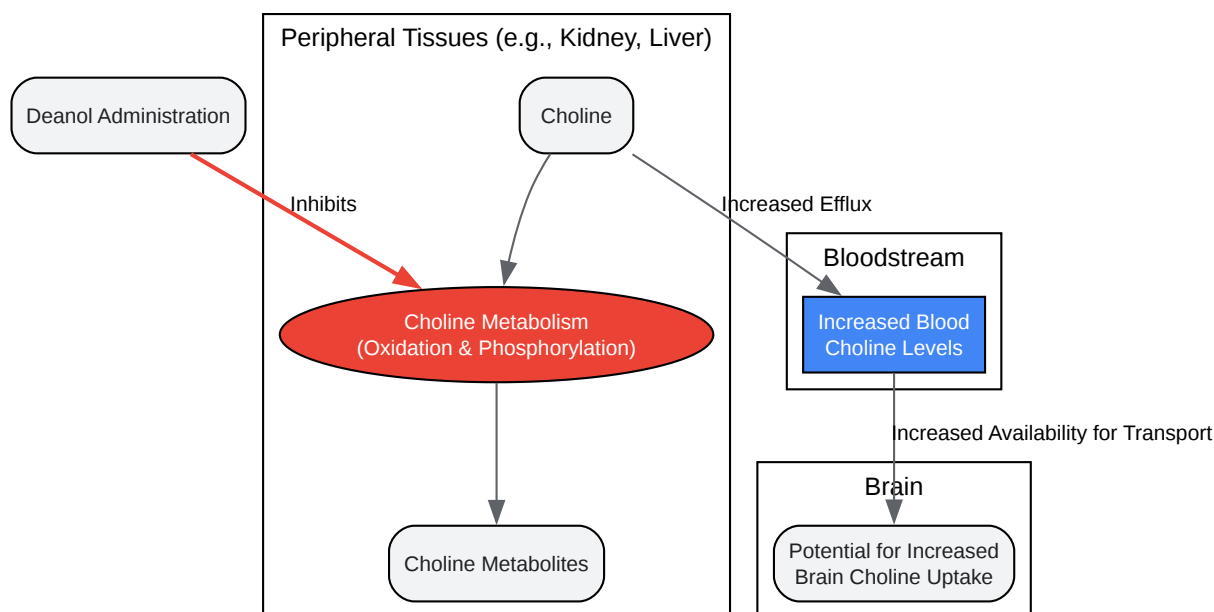 Peripheral Tissues (e.g., Kidney, Liver)
Deanol Administration
Choline
Inhibits
Increased Efflux
Bloodstream
Choline Metabolism
(Oxidation & Phosphorylation)
Increased Blood
Choline Levels
Increased Availability for Transport
Brain
Choline Metabolites
Potential for Increased
Brain Choline Uptake